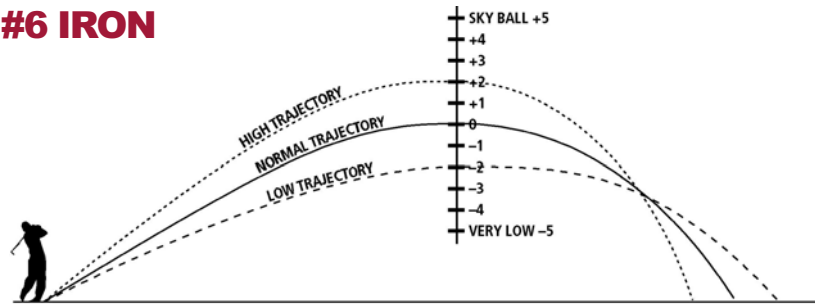 #6 IRON
SKY BALL +5
+4
+3
+2
+1
0
–1
–2
–3
–4
VERY LOW –5
HIGH TRAJECTORY
NORMAL TRAJECTORY
LOW TRAJECTORY